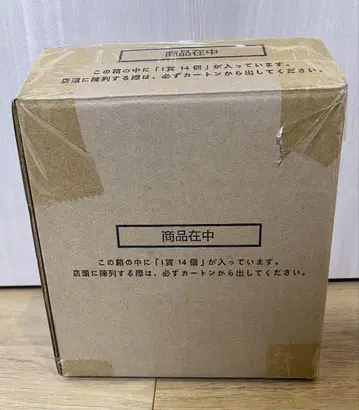 商品在中
この箱の中に「I賞 14個」が入っています。
店頭に陳列する際は、必ずカートンから出してください。
商品在中
この箱の中に「I賞 14個」が入っています。
店頭に陳列する際は、必ずカートンから出してください。